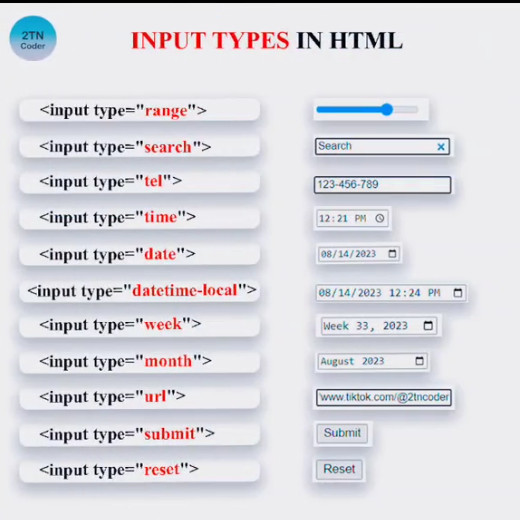 2TN
Coder
INPUT TYPES IN HTML
<input type="range">
<input type="search"> Search
<input type="tel"> 123-456-789
<input type="time"> 12:21 PM
<input type="date"> 08/14/2023
<input type="datetime-local"> 08/14/2023 12:24 PM
<input type="week"> Week 33, 2023
<input type="month"> August 2023
<input type="url"> www.tiktok.com/@2tncoder
<input type="submit"> Submit
<input type="reset"> Reset